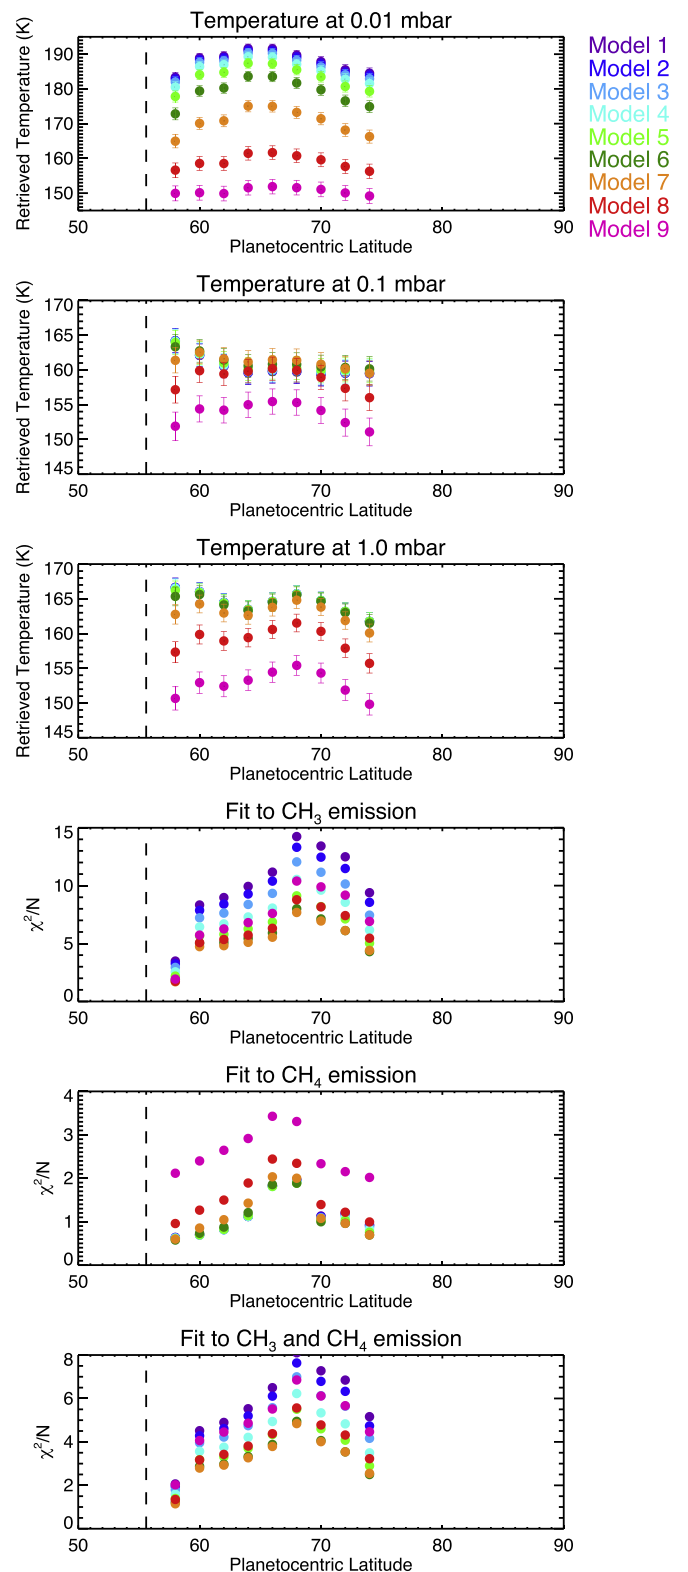 Temperature at 0.01 mbar
Retrieved Temperature (K)
190
180
170
160
150
50 60 70 80 90
Planetocentric Latitude
Model 1
Model 2
Model 3
Model 4
Model 5
Model 6
Model 7
Model 8
Model 9
Temperature at 0.1 mbar
Retrieved Temperature (K)
170
165
160
155
150
145
50 60 70 80 90
Planetocentric Latitude
Temperature at 1.0 mbar
Retrieved Temperature (K)
170
165
160
155
150
145
50 60 70 80 90
Planetocentric Latitude
Fit to CH₃ emission
χ²/N
15
10
5
0
50 60 70 80 90
Planetocentric Latitude
Fit to CH₄ emission
χ²/N
4
3
2
1
0
50 60 70 80 90
Planetocentric Latitude
Fit to CH₃ and CH₄ emission
χ²/N
8
6
4
2
0
50 60 70 80 90
Planetocentric Latitude